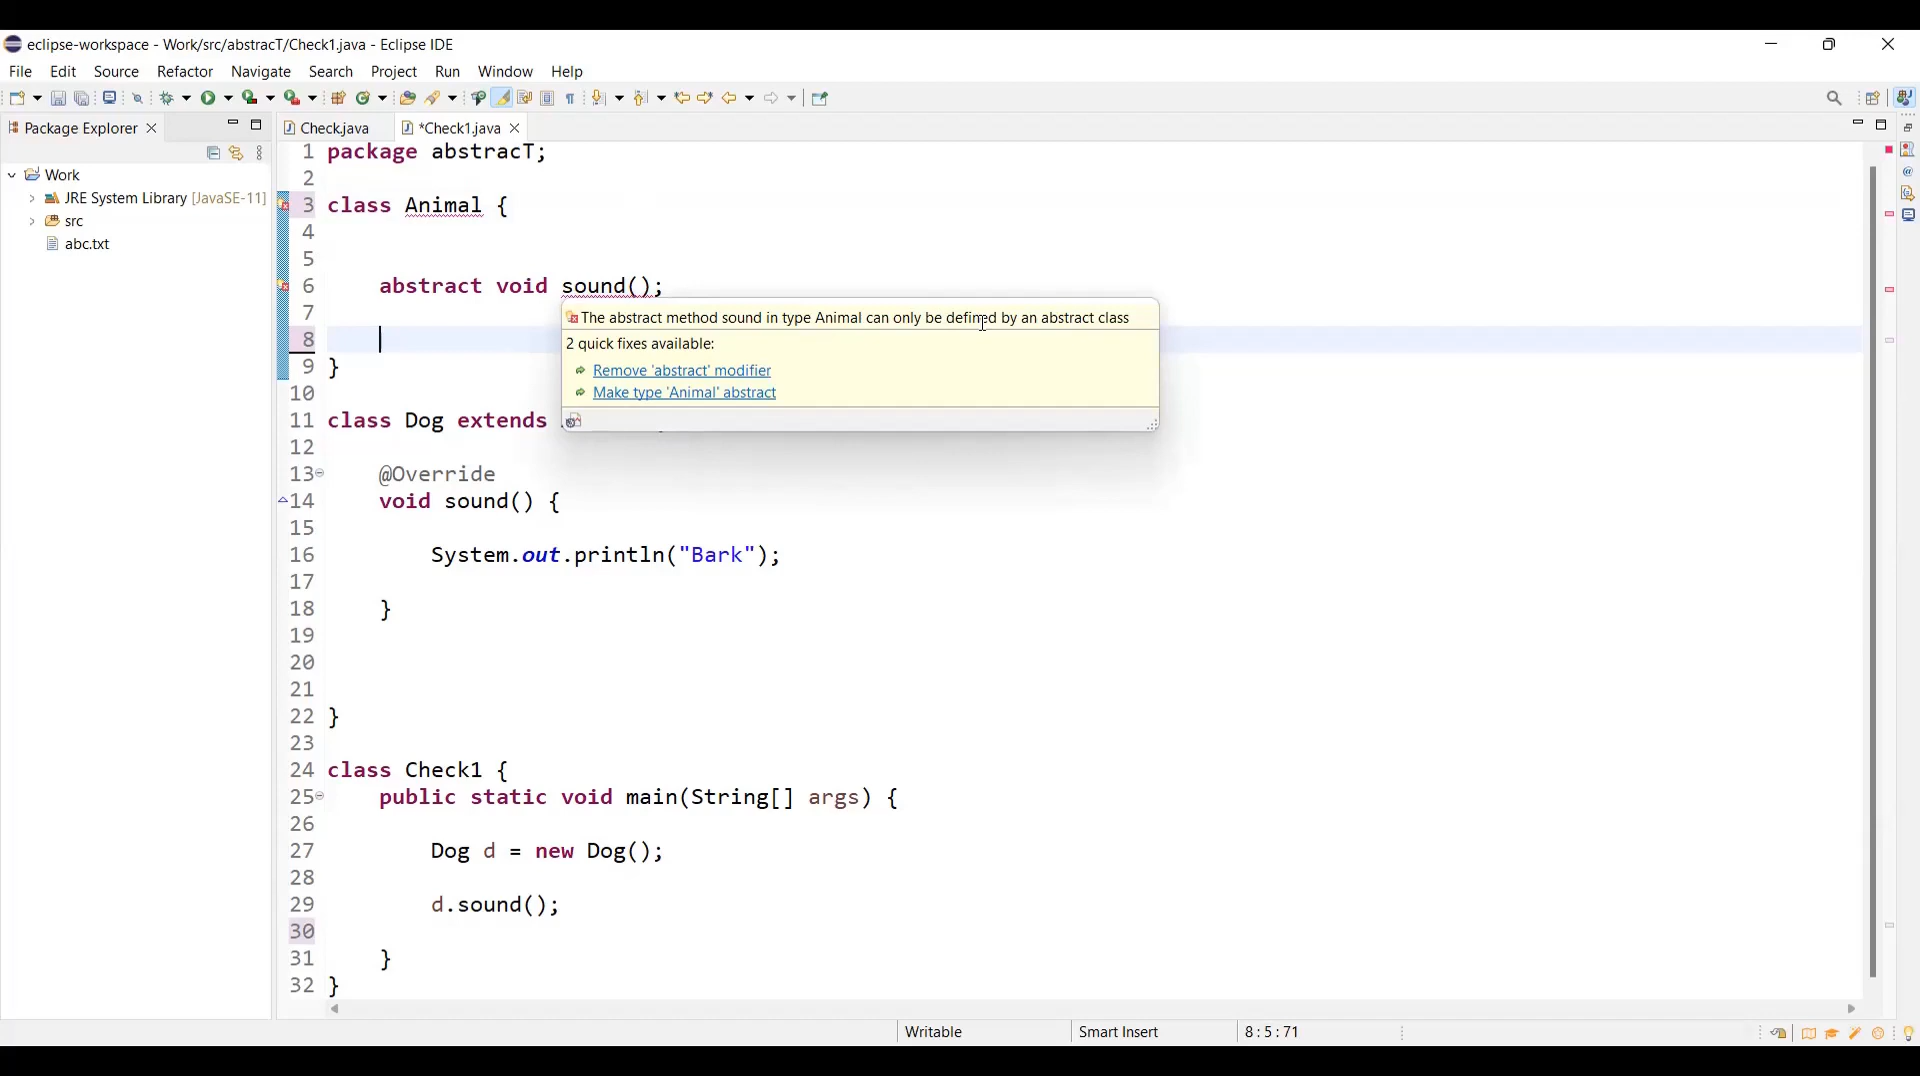 eclipse-workspace - Work/src/abstracT/Check1.java - Eclipse IDE
File Edit Source Refactor Navigate Search Project Run Window Help
Package Explorer
Check.java
*Check1.java
Work
JRE System Library [JavaSE-11]
src
abc.txt
1 package abstracT;
2
3 class Animal {
4
5
6 abstract void sound();
7
8
9 }
10
11 class Dog extends
12
13 @Override
14 void sound() {
15
16 System.out.println("Bark");
17
18 }
19
20
21
22 }
23
24 class Check1 {
25 public static void main(String[] args) {
26
27 Dog d = new Dog();
28
29 d.sound();
30
31 }
32 }
The abstract method sound in type Animal can only be defined by an abstract class
2 quick fixes available:
Remove 'abstract' modifier
Make type 'Animal' abstract
Writable
Smart Insert
8 : 5 : 71